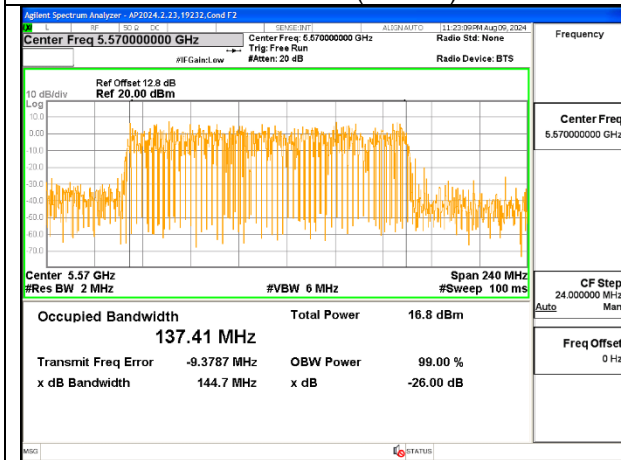 Agilent Spectrum Analyzer - AP2024.2.23,19232,Cond F2
L RF 50 Ω DC SENSE:INT ALIGN AUTO 11:23:09PM Aug 09, 2024
Center Freq 5.570000000 GHz Center Freq: 5.570000000 GHz Radio Std: None Frequency
Trig: Free Run
#IFGain:Low #Atten: 20 dB Radio Device: BTS
Ref Offset 12.8 dB
10 dB/div Ref 20.00 dBm
Log
10.0
0.00
-10.0
-20.0
-30.0
-40.0
-50.0
-60.0
-70.0
Center Freq
5.570000000 GHz
Center 5.57 GHz Span 240 MHz
#Res BW 2 MHz #VBW 6 MHz #Sweep 100 ms
CF Step
24.000000 MHz
Auto Man
Occupied Bandwidth Total Power 16.8 dBm
137.41 MHz
Freq Offset
0 Hz
Transmit Freq Error -9.3787 MHz OBW Power 99.00 %
x dB Bandwidth 144.7 MHz x dB -26.00 dB
MSG STATUS